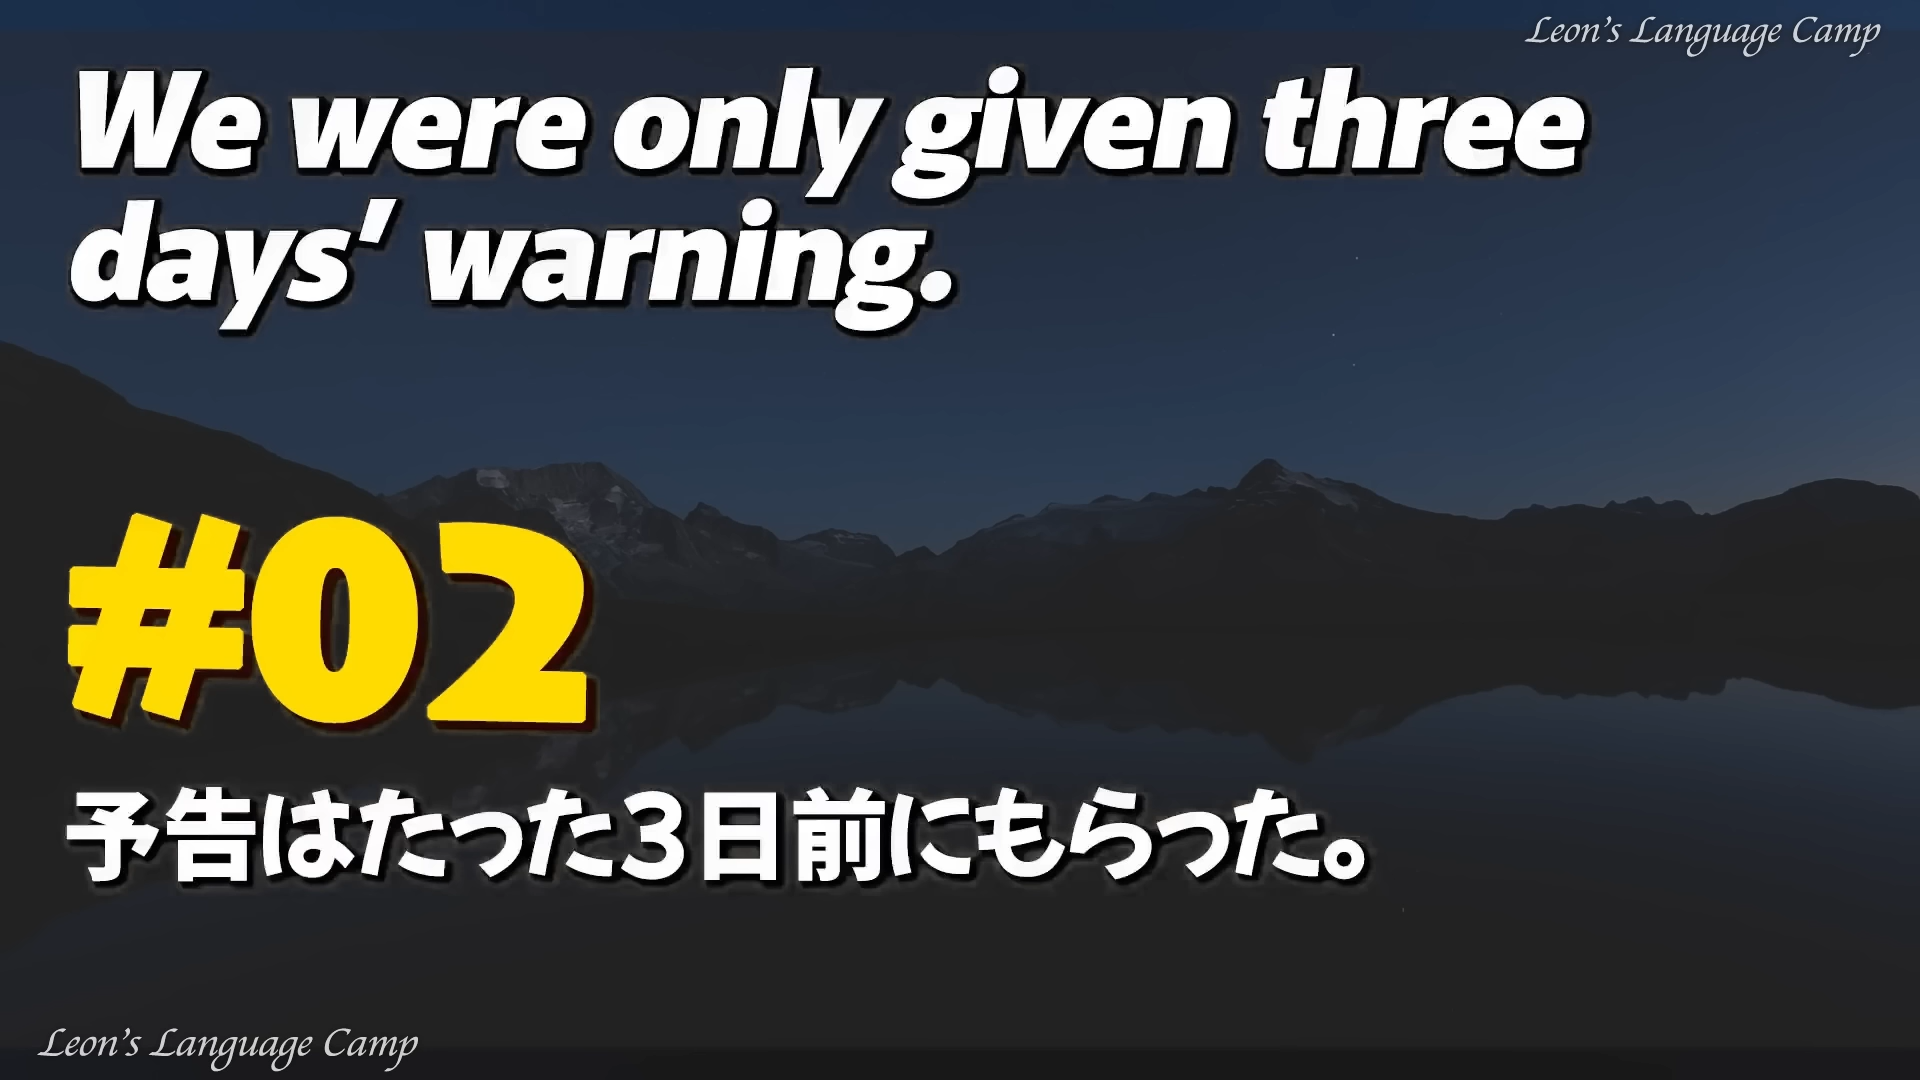 Leon's Language Camp
We were only given three
days' warning.
#02
予告はたった3日前にもらった。
Leon's Language Camp